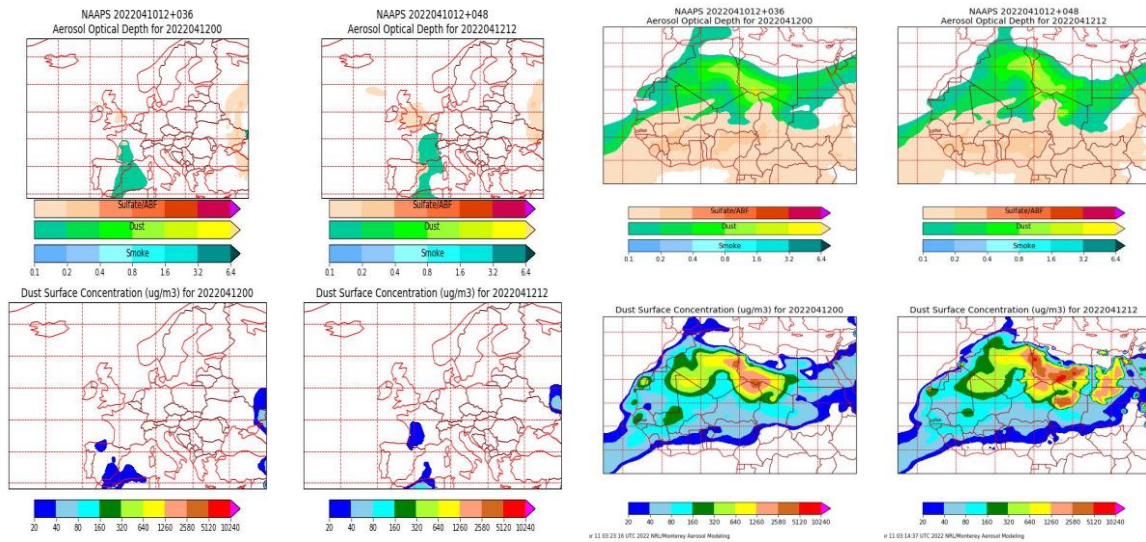 NAAPS 2022041012+036
Aerosol Optical Depth for 2022041200
NAAPS 2022041012+048
Aerosol Optical Depth for 2022041212
NAAPS 2022041012+036
Aerosol Optical Depth for 2022041200
NAAPS 2022041012+048
Aerosol Optical Depth for 2022041212
Sulfate/ABF
Dust
Smoke
0.1 0.2 0.4 0.8 1.6 3.2 6.4
Sulfate/ABF
Dust
Smoke
0.1 0.2 0.4 0.8 1.6 3.2 6.4
Sulfate/ABF
Dust
Smoke
0.1 0.2 0.4 0.8 1.6 3.2 6.4
Sulfate/ABF
Dust
Smoke
0.1 0.2 0.4 0.8 1.6 3.2 6.4
Dust Surface Concentration (ug/m3) for 2022041200
Dust Surface Concentration (ug/m3) for 2022041212
Dust Surface Concentration (ug/m3) for 2022041200
Dust Surface Concentration (ug/m3) for 2022041212
20 40 80 160 320 640 1260 2580 5120 10240
20 40 80 160 320 640 1260 2580 5120 10240
20 40 80 160 320 640 1260 2580 5120 10240
20 40 80 160 320 640 1260 2580 5120 10240
r 11 03:23:16 UTC 2022 NRL/Monterey Aerosol Modeling
r 11 03:14:37 UTC 2022 NRL/Monterey Aerosol Modeling